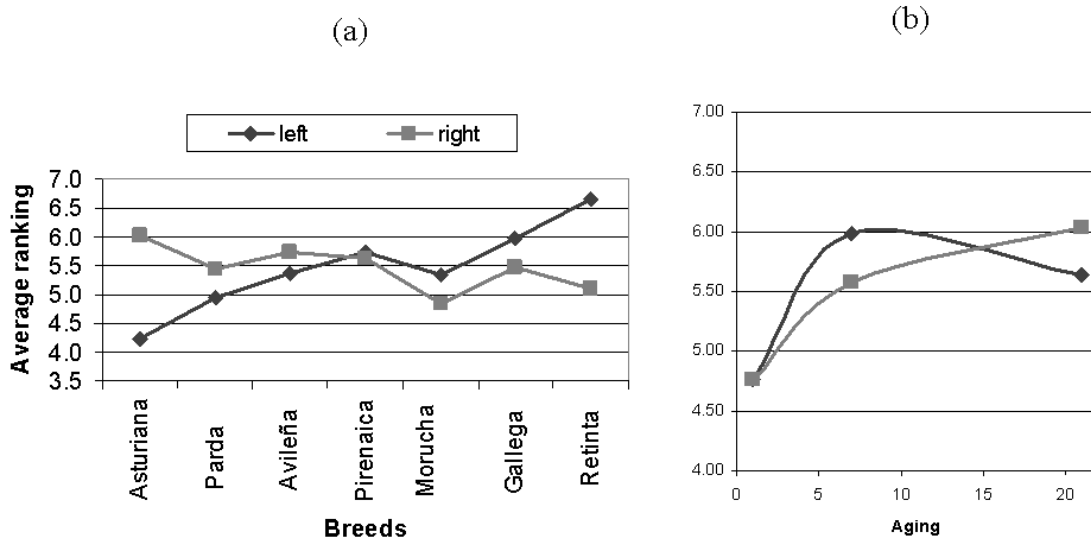 (a)
left right
Average ranking
7.0
6.5
6.0
5.5
5.0
4.5
4.0
3.5
Asturiana
Parda
Avileña
Pirenaica
Morucha
Gallega
Retinta
Breeds
(b)
7.00
6.50
6.00
5.50
5.00
4.50
4.00
0 5 10 15 20
Aging